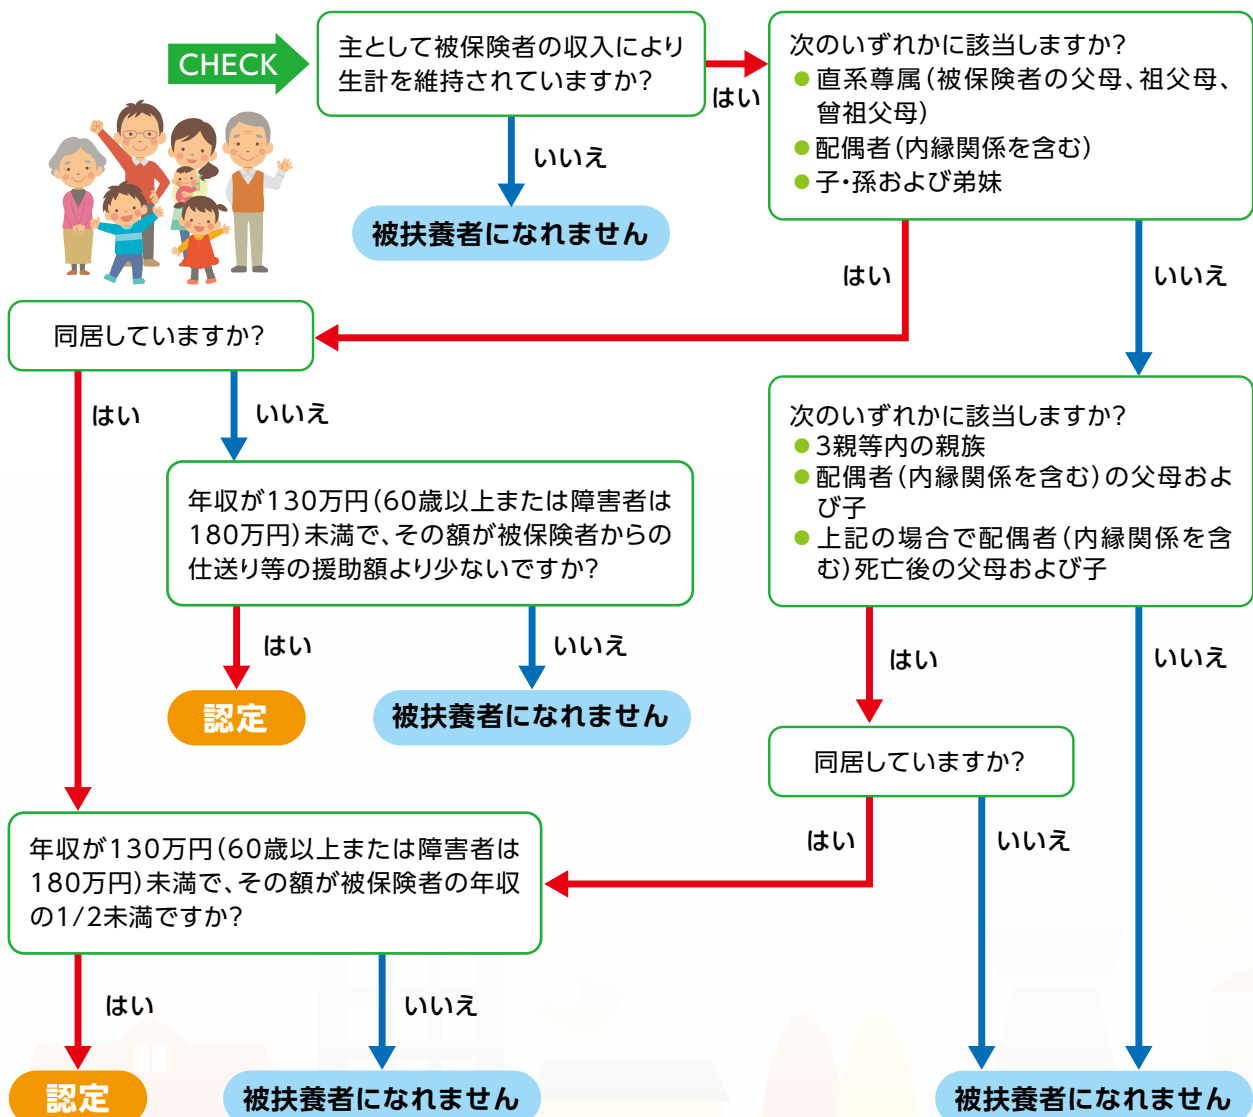 CHECK
主として被保険者の収入により
生計を維持されていますか?
はい
いいえ
被扶養者になれません
次のいずれかに該当しますか?
●直系尊属(被保険者の父母、祖父母、
曾祖父母)
●配偶者(内縁関係を含む)
●子・孫および弟妹
はい
いいえ
同居していますか?
はい
いいえ
年収が130万円(60歳以上または障害者は
180万円)未満で、その額が被保険者からの
仕送り等の援助額より少ないですか?
はい
いいえ
認定
被扶養者になれません
次のいずれかに該当しますか?
●3親等内の親族
●配偶者(内縁関係を含む)の父母およ
び子
●上記の場合で配偶者(内縁関係を含
む)死亡後の父母および子
はい
いいえ
同居していますか?
はい
いいえ
年収が130万円(60歳以上または障害者は
180万円)未満で、その額が被保険者の年収
の1/2未満ですか?
はい
いいえ
認定
被扶養者になれません
被扶養者になれません